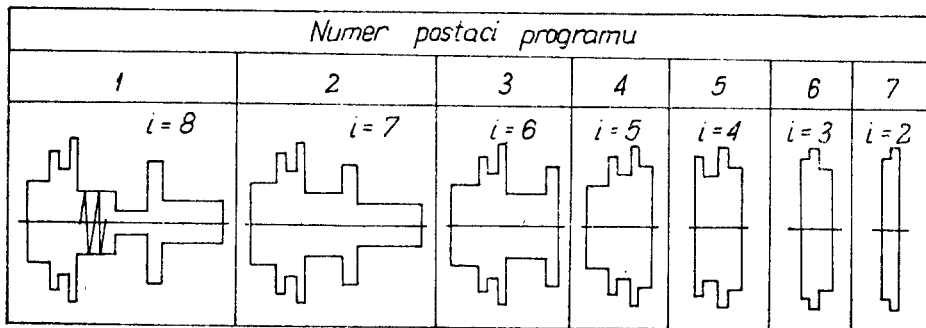 Numer postaci programu
1 2 3 4 5 6 7
i = 8 i = 7 i = 6 i = 5 i = 4 i = 3 i = 2